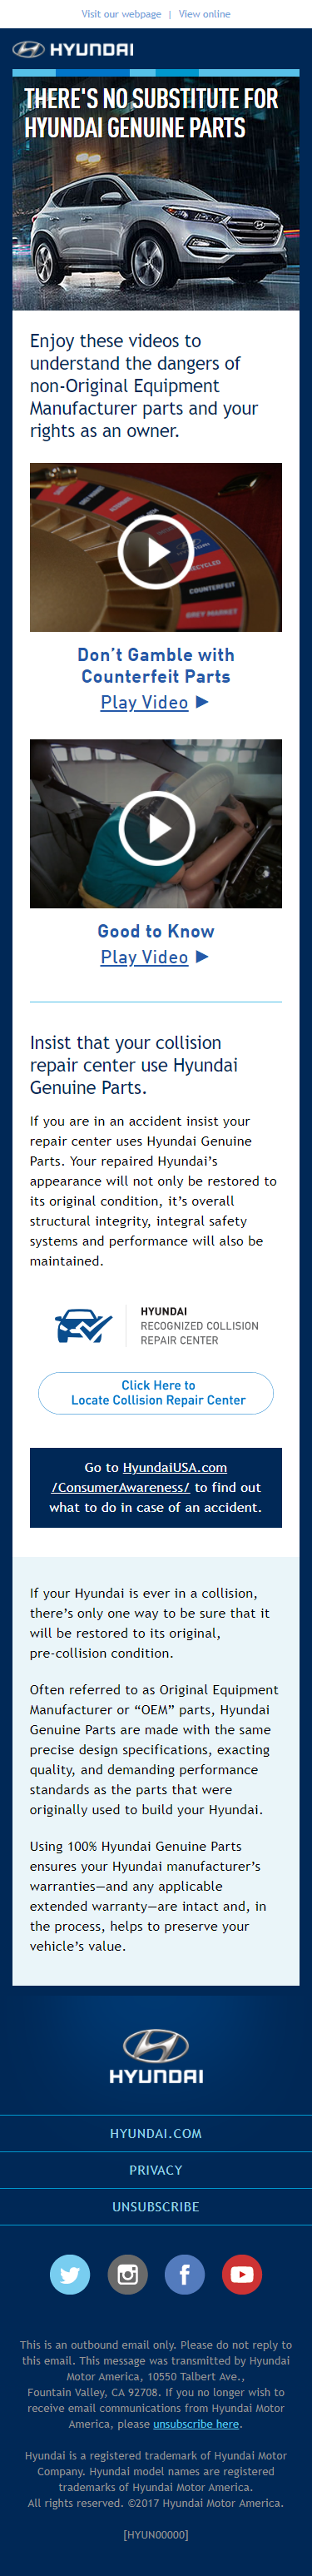 Visit our webpage | View online
HYUNDAI
THERE'S NO SUBSTITUTE FOR
HYUNDAI GENUINE PARTS
Enjoy these videos to
understand the dangers of
non-Original Equipment
Manufacturer parts and your
rights as an owner.
RECYCLED
COUNTERFEIT
GREY MARKET
Don’t Gamble with
Counterfeit Parts
Play Video
Good to Know
Play Video
Insist that your collision
repair center use Hyundai
Genuine Parts.
If you are in an accident insist your
repair center uses Hyundai Genuine
Parts. Your repaired Hyundai’s
appearance will not only be restored to
its original condition, it’s overall
structural integrity, integral safety
systems and performance will also be
maintained.
HYUNDAI
RECOGNIZED COLLISION
REPAIR CENTER
Click Here to
Locate Collision Repair Center
Go to HyundaiUSA.com
/ConsumerAwareness/ to find out
what to do in case of an accident.
If your Hyundai is ever in a collision,
there’s only one way to be sure that it
will be restored to its original,
pre-collision condition.
Often referred to as Original Equipment
Manufacturer or “OEM” parts, Hyundai
Genuine Parts are made with the same
precise design specifications, exacting
quality, and demanding performance
standards as the parts that were
originally used to build your Hyundai.
Using 100% Hyundai Genuine Parts
ensures your Hyundai manufacturer’s
warranties—and any applicable
extended warranty—are intact and, in
the process, helps to preserve your
vehicle’s value.
HYUNDAI
HYUNDAI.COM
PRIVACY
UNSUBSCRIBE
This is an outbound email only. Please do not reply to
this email. This message was transmitted by Hyundai
Motor America, 10550 Talbert Ave.,
Fountain Valley, CA 92708. If you no longer wish to
receive email communications from Hyundai Motor
America, please unsubscribe here.
Hyundai is a registered trademark of Hyundai Motor
Company. Hyundai model names are registered
trademarks of Hyundai Motor America.
All rights reserved. ©2017 Hyundai Motor America.
[HYUN00000]